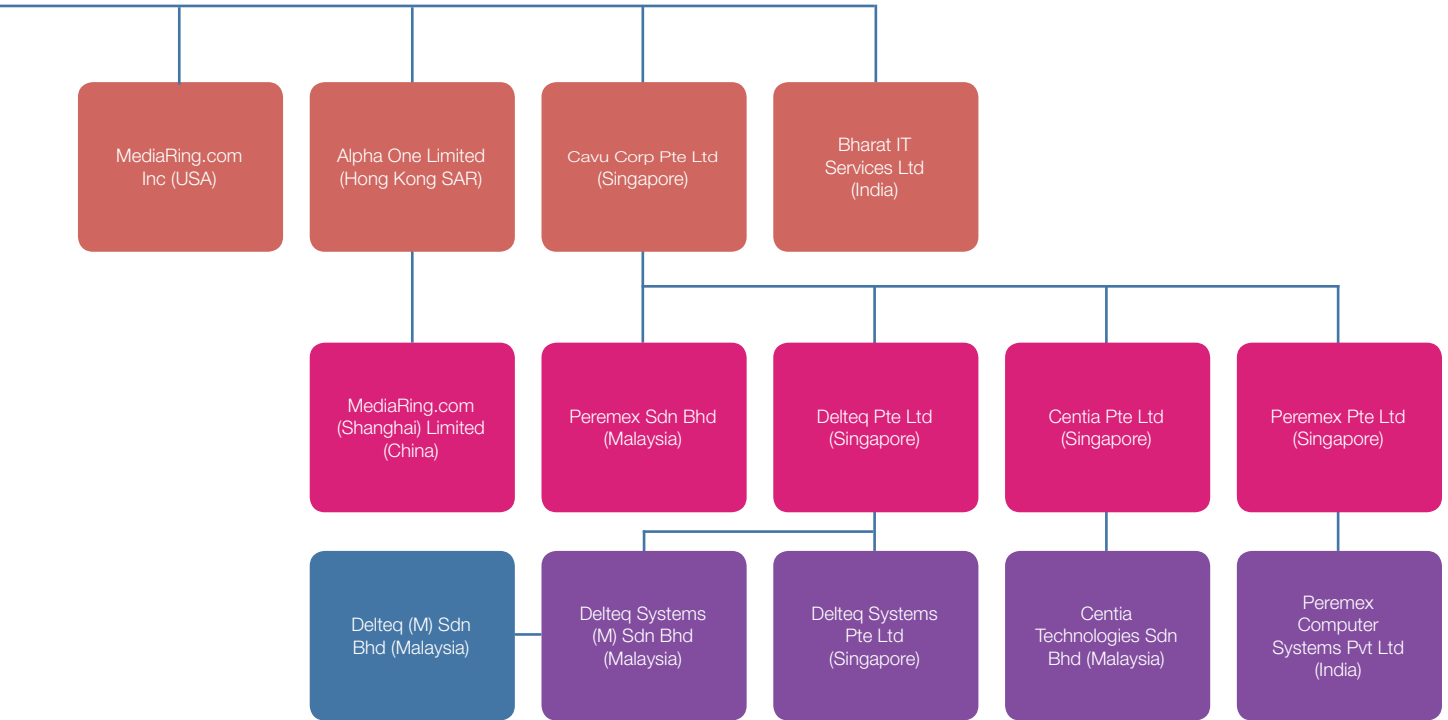 MediaRing.com
Inc (USA)
Alpha One Limited
(Hong Kong SAR)
Cavu Corp Pte Ltd
(Singapore)
Bharat IT
Services Ltd
(India)
MediaRing.com
(Shanghai) Limited
(China)
Peremex Sdn Bhd
(Malaysia)
Delteq Pte Ltd
(Singapore)
Centia Pte Ltd
(Singapore)
Peremex Pte Ltd
(Singapore)
Delteq (M) Sdn
Bhd (Malaysia)
Delteq Systems
(M) Sdn Bhd
(Malaysia)
Delteq Systems
Pte Ltd
(Singapore)
Centia
Technologies Sdn
Bhd (Malaysia)
Peremex
Computer
Systems Pvt Ltd
(India)